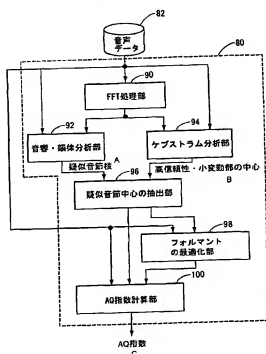 82
音声
データ
80
90
FFT処理部
92
94
音響・韻律分析部
ケプストラム分析部
疑似音節核
A
高信頼性・小変動部の中心
B
96
疑似音節中心の抽出部
98
フォルマント
の最適化部
100
AQ指数計算部
AQ指数
C